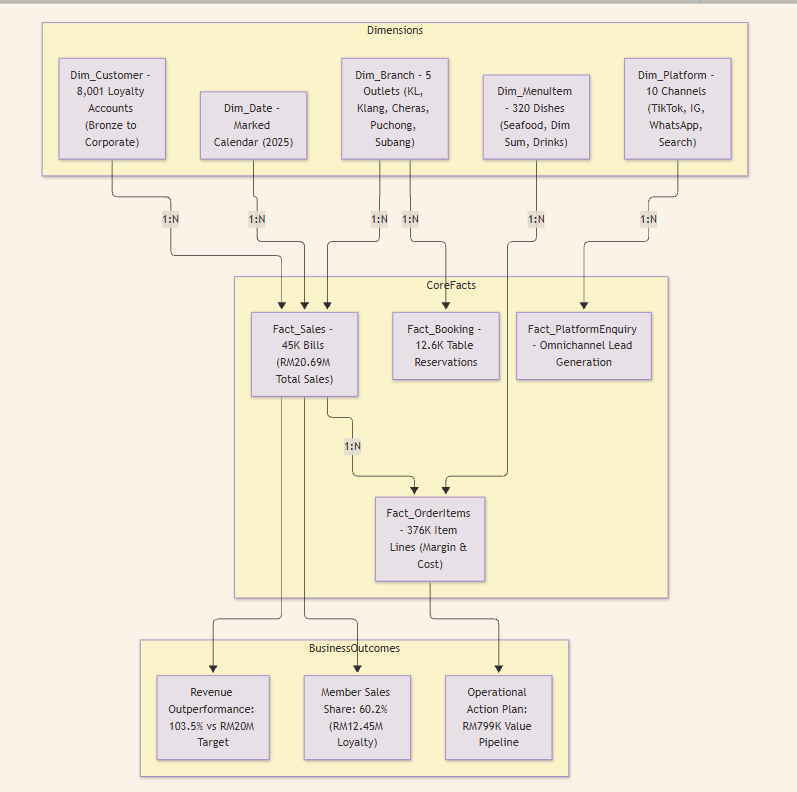 Dimensions
Dim_Customer -
8,001 Loyalty
Accounts
(Bronze to
Corporate)
Dim_Date -
Marked
Calendar (2025)
Dim_Branch - 5
Outlets (KL,
Klang, Cheras,
Puchong,
Subang)
Dim_MenuItem
- 320 Dishes
(Seafood, Dim
Sum, Drinks)
Dim_Platform -
10 Channels
(TikTok, IG,
WhatsApp,
Search)
1:N
1:N
1:N
1:N
1:N
1:N
CoreFacts
Fact_Sales -
45K Bills
(RM20.69M
Total Sales)
Fact_Booking -
12.6K Table
Reservations
Fact_PlatformEnquiry
- Omnichannel Lead
Generation
1:N
Fact_OrderItems
- 376K Item
Lines (Margin &
Cost)
BusinessOutcomes
Revenue
Outperformance:
103.5% vs RM20M
Target
Member Sales
Share: 60.2%
(RM12.45M
Loyalty)
Operational
Action Plan:
RM799K Value
Pipeline